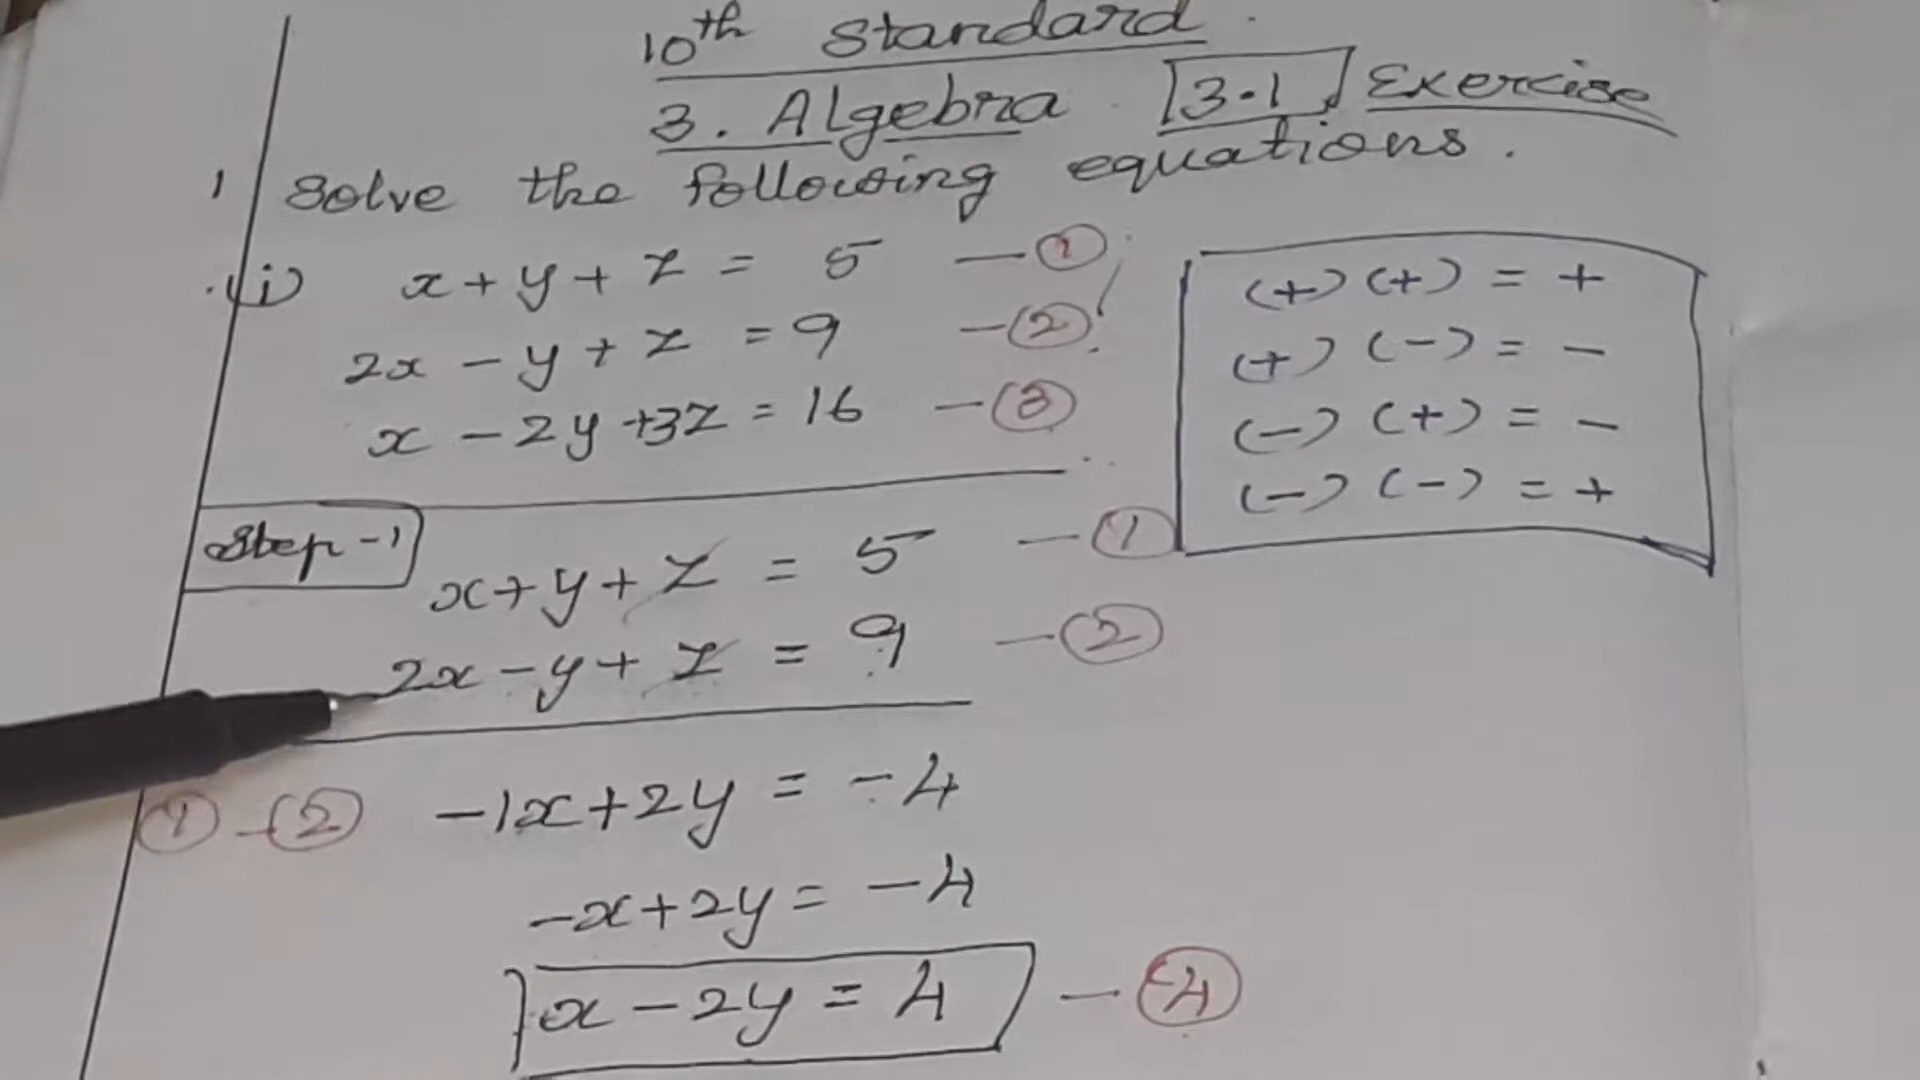 10th Standard
3. Algebra 3.1 Exercise
1 Solve the following equations.
(i) x + y + z = 5 — ①
2x - y + z = 9 — ②
x - 2y + 3z = 16 — ③
(+) (+) = +
(+) (-) = -
(-) (+) = -
(-) (-) = +
Step-1
x + y + z = 5 — ①
2x - y + z = 9 — ②
① - ② -1x + 2y = -4
-x + 2y = -4
x - 2y = 4 — ④